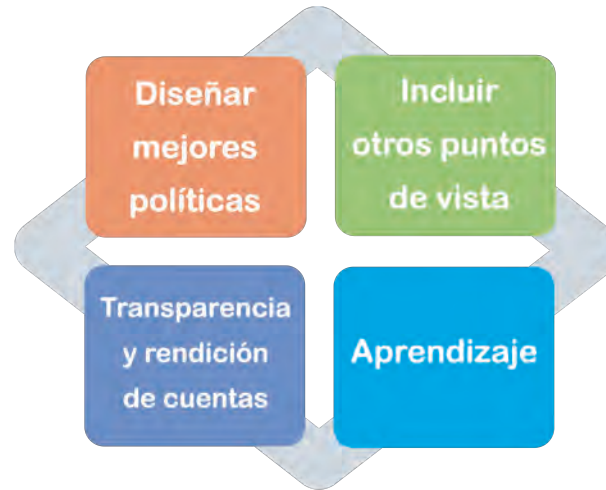 Diseñar
mejores
políticas
Incluir
otros puntos
de vista
Transparencia
y rendición
de cuentas
Aprendizaje